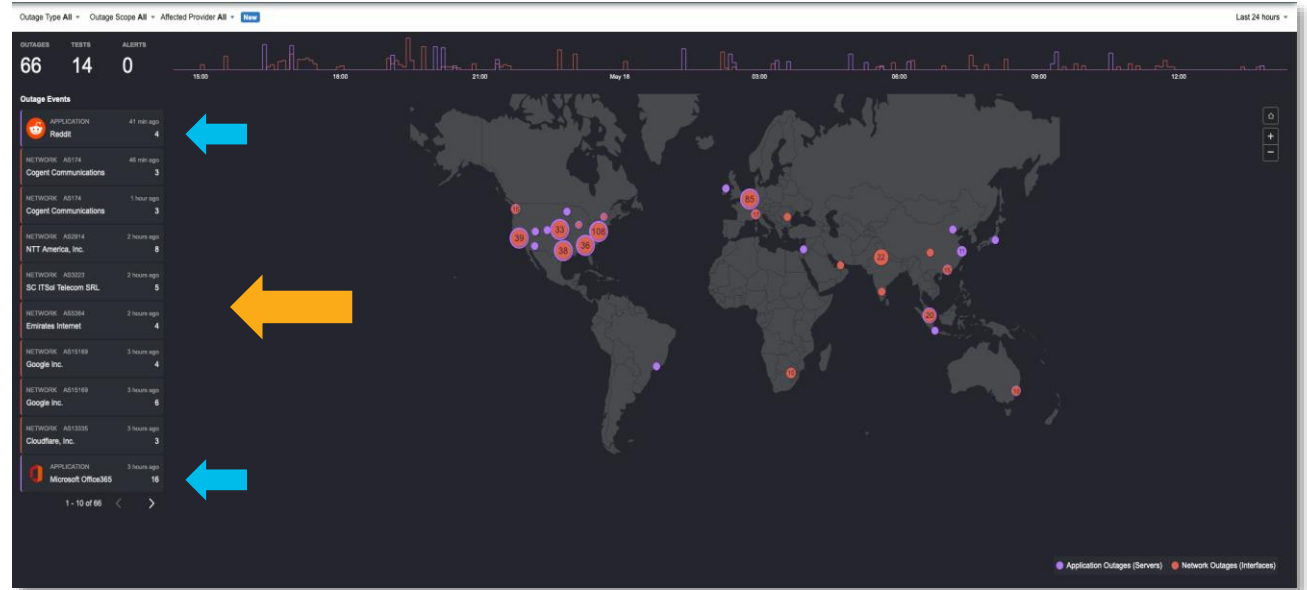 Outage Type All Outage Scope All Affected Provider All New Last 24 hours
OUTAGES TESTS ALERTS
66 14 0
15:00 18:00 21:00 May 18 03:00 06:00 09:00 12:00
Outage Events
APPLICATION 41 min ago
Reddit 4
NETWORK AS174 46 min ago
Cogent Communications 3
NETWORK AS174 1 hour ago
Cogent Communications 3
NETWORK AS2914 2 hours ago
NTT America, Inc. 8
NETWORK AS3223 2 hours ago
SC ITSol Telecom SRL 5
NETWORK AS5384 2 hours ago
Emirates Internet 4
NETWORK AS15169 3 hours ago
Google Inc. 4
NETWORK AS15169 3 hours ago
Google Inc. 6
NETWORK AS13335 3 hours ago
Cloudflare, Inc. 3
APPLICATION 3 hours ago
Microsoft Office365 16
1 - 10 of 66
85
39 33 108
38 36
22
20
Application Outages (Servers) Network Outages (Interfaces)